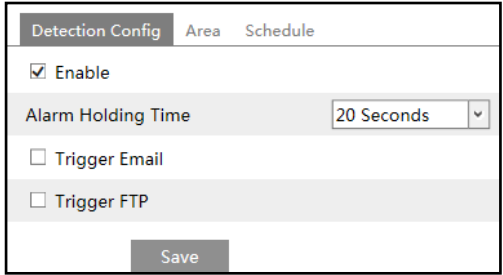 Detection Config Area Schedule
Enable
Alarm Holding Time 20 Seconds
Trigger Email
Trigger FTP
Save